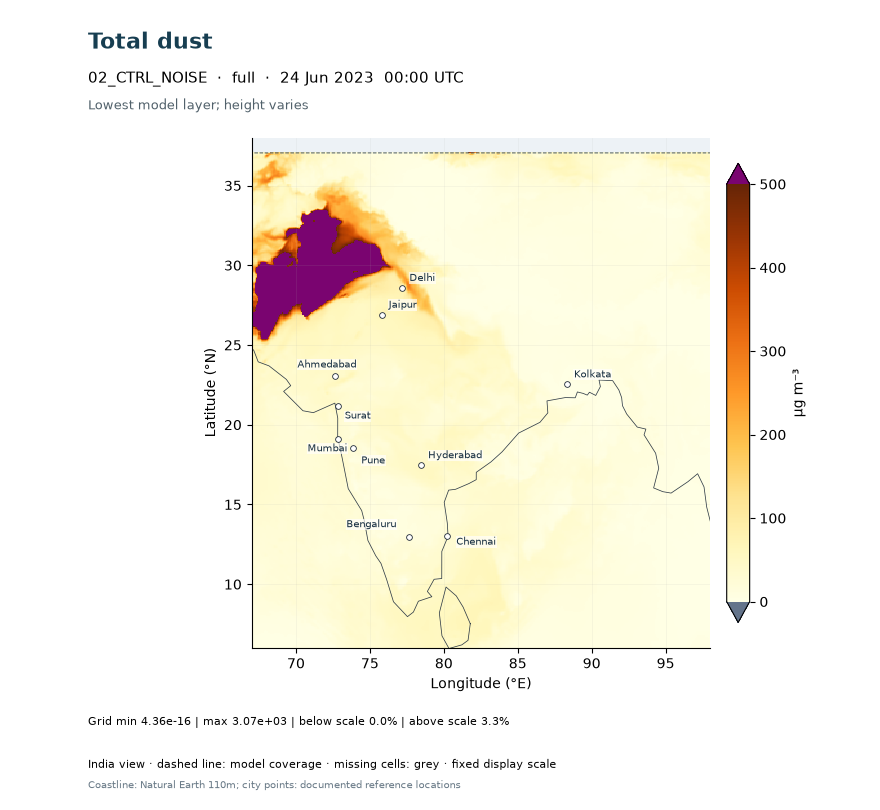 Total dust
02_CTRL_NOISE · full · 24 Jun 2023 00:00 UTC
Lowest model layer; height varies
35
30
25
20
15
10
Latitude (°N)
70 75 80 85 90 95
Longitude (°E)
Delhi
Jaipur
Ahmedabad
Kolkata
Surat
Mumbai
Pune
Hyderabad
Bengaluru
Chennai
500
400
300
200
100
0
µg m⁻³
Grid min 4.36e-16 | max 3.07e+03 | below scale 0.0% | above scale 3.3%
India view · dashed line: model coverage · missing cells: grey · fixed display scale
Coastline: Natural Earth 110m; city points: documented reference locations